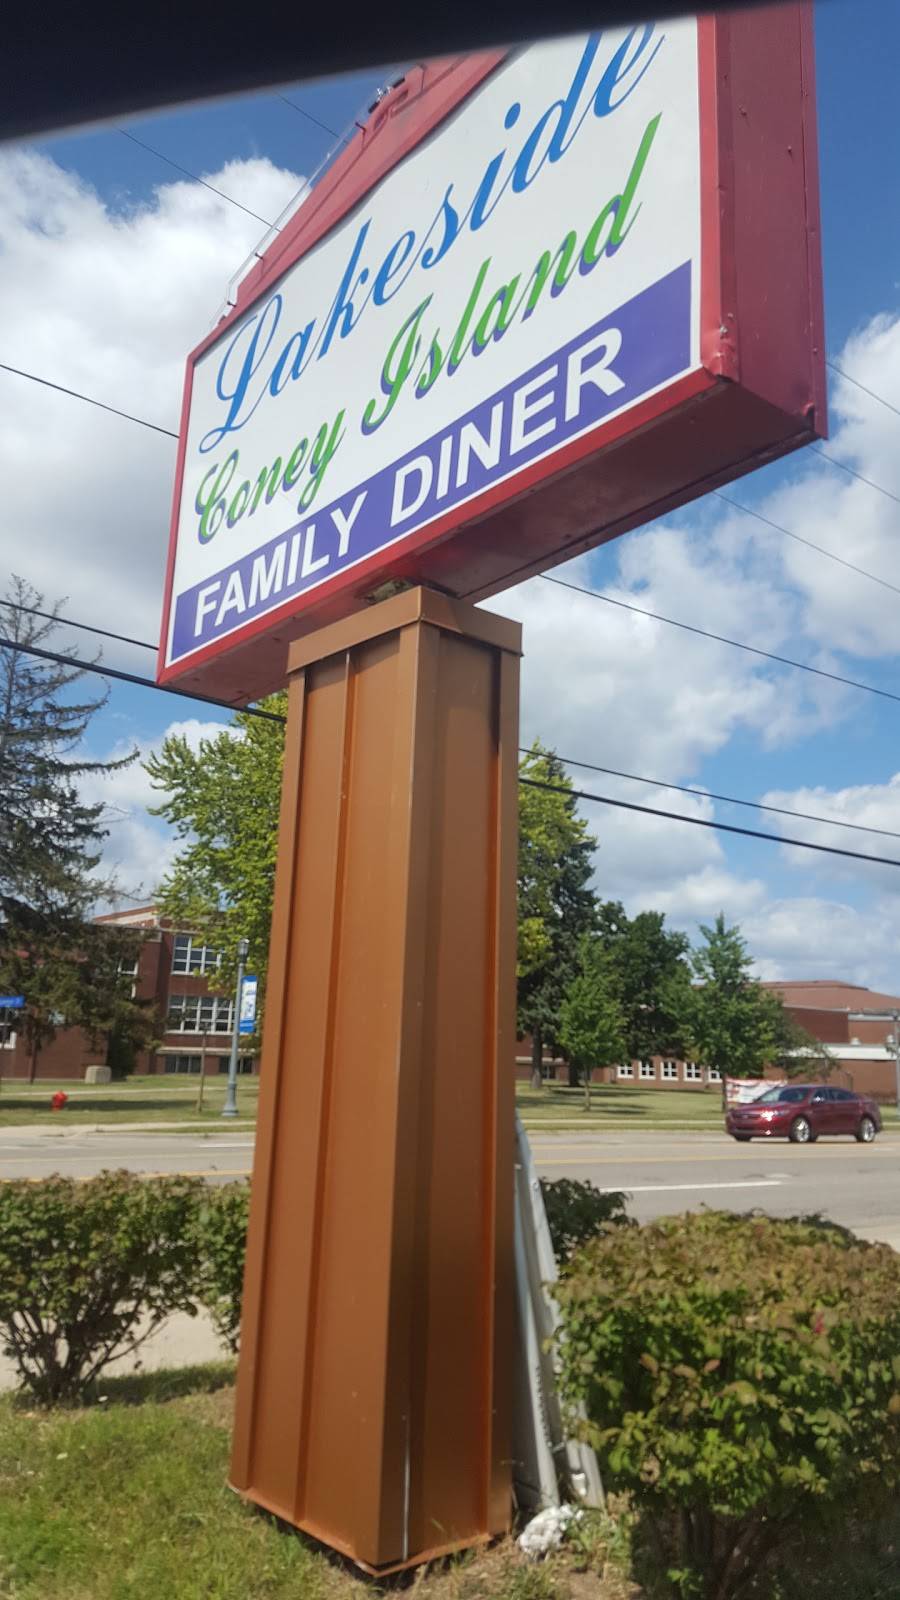 Lakeside
Coney Island
FAMILY DINER